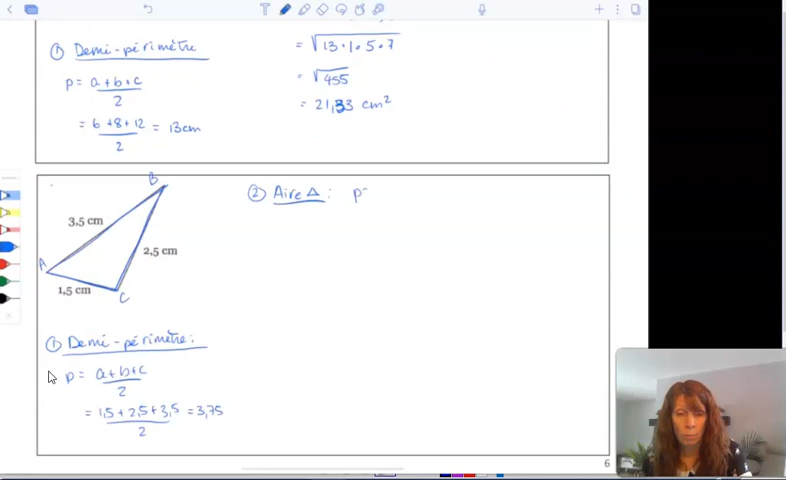 ① Demi-périmètre
p = a+b+c
2
= 6+8+12 = 13cm
2
= √13•1•5•7
= √455
= 21,33 cm²
B
3,5 cm
2,5 cm
A
1,5 cm
C
② Aire Δ : p
① Demi-périmètre :
p = a+b+c
2
= 1,5+2,5+3,5 = 3,75
2
6